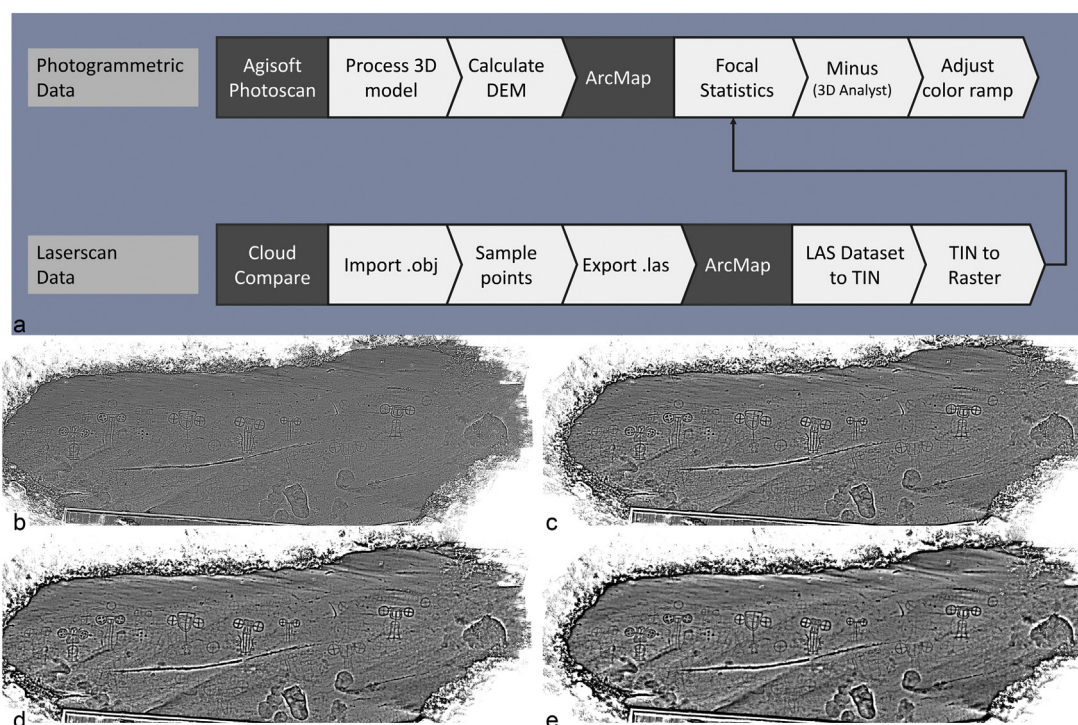 Photogrammetric
Data
Agisoft
Photoscan
Process 3D
model
Calculate
DEM
ArcMap
Focal
Statistics
Minus
(3D Analyst)
Adjust
color ramp
Laserscan
Data
Cloud
Compare
Import .obj
Sample
points
Export .las
ArcMap
LAS Dataset
to TIN
TIN to
Raster
a
b
c
d
e